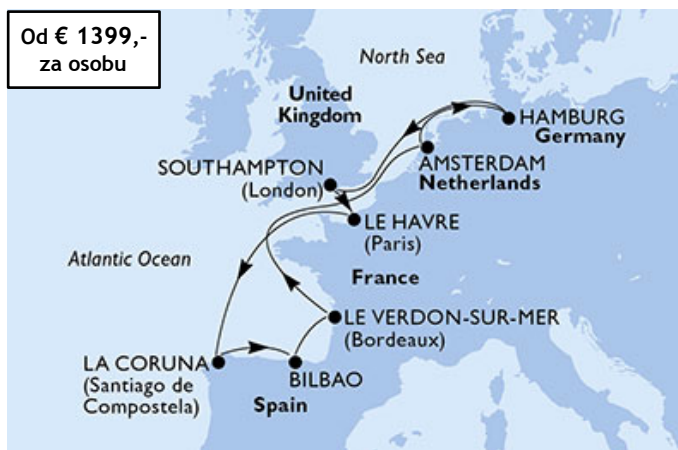 Od € 1399,-
za osobu
North Sea
United
Kingdom
HAMBURG
Germany
SOUTHAMPTON
(London)
AMSTERDAM
Netherlands
LE HAVRE
(Paris)
Atlantic Ocean
France
LE VERDON-SUR-MER
(Bordeaux)
LA CORUNA
(Santiago de
Compostela)
BILBAO
Spain